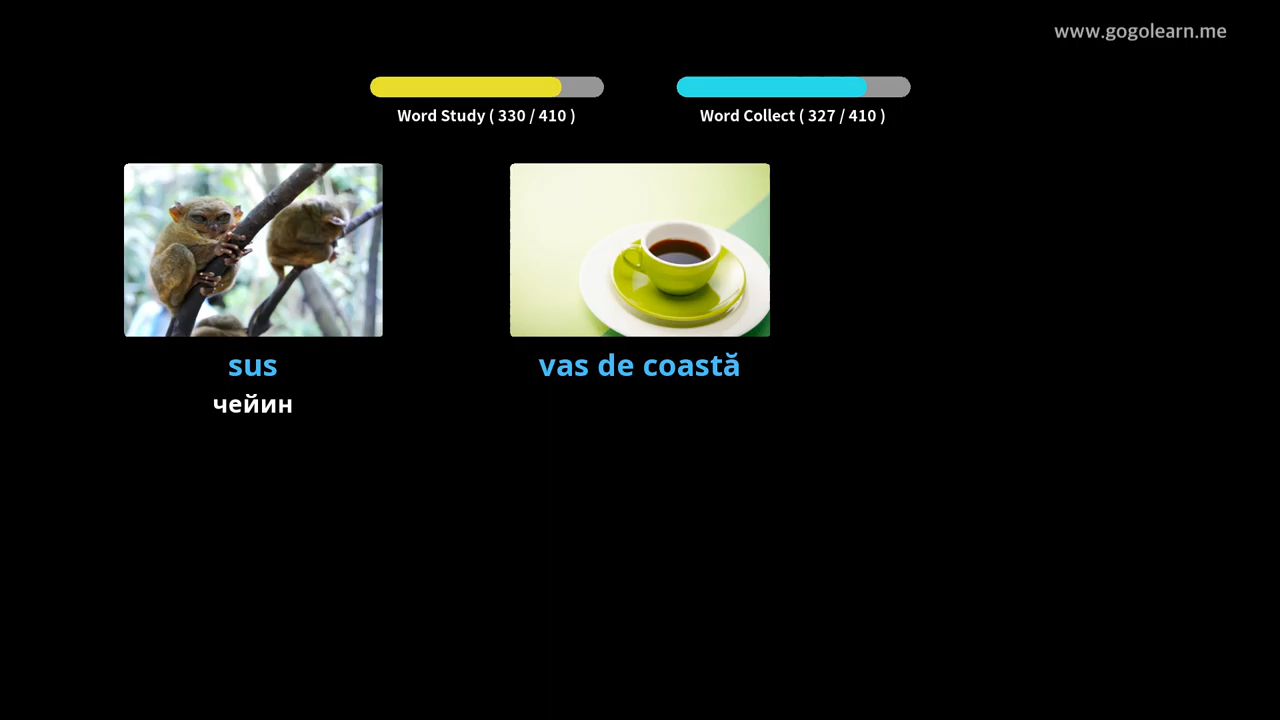 www.gogolearn.me
Word Study ( 330 / 410 )
Word Collect ( 327 / 410 )
sus
vas de coastă
чейин